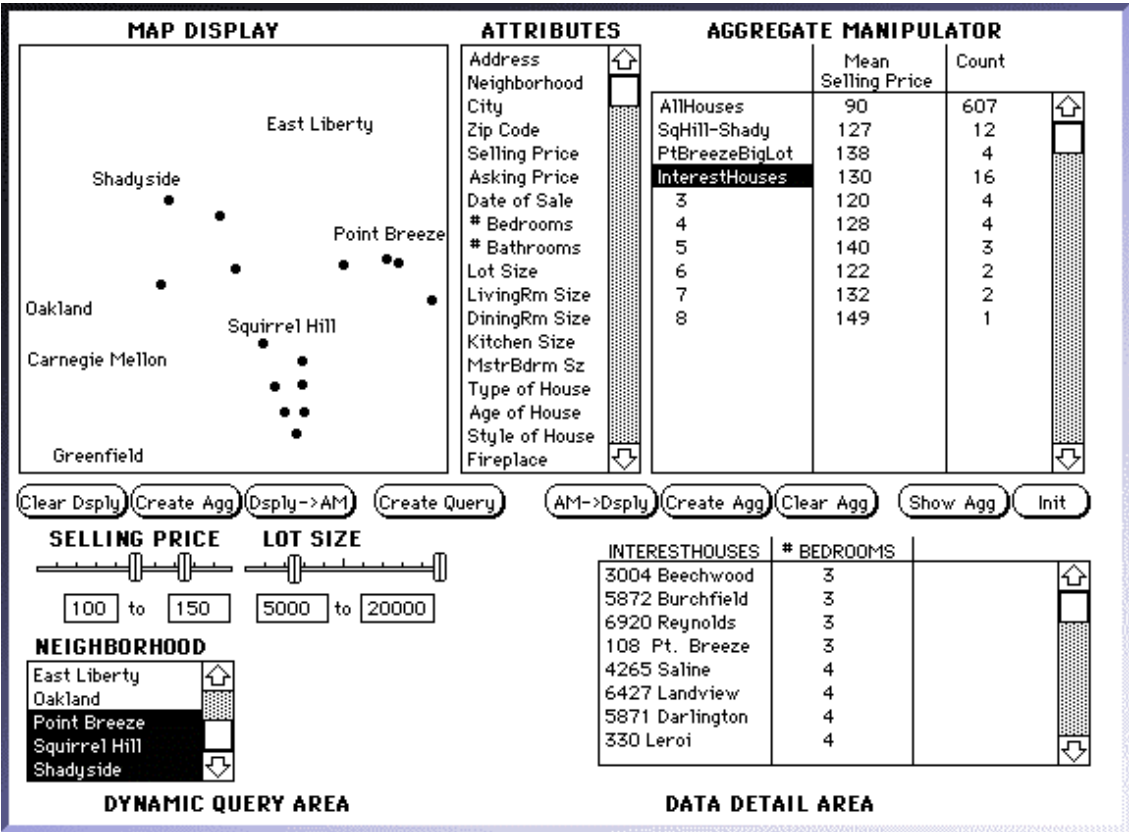 MAP DISPLAY
East Liberty
Shadyside
Point Breeze
Oakland
Squirrel Hill
Carnegie Mellon
Greenfield
ATTRIBUTES
Address
Neighborhood
City
Zip Code
Selling Price
Asking Price
Date of Sale
# Bedrooms
# Bathrooms
Lot Size
LivingRm Size
DiningRm Size
Kitchen Size
MstrBdrm Sz
Type of House
Age of House
Style of House
Fireplace
AGGREGATE MANIPULATOR
Mean Count
Selling Price
AllHouses 90 607
SqHill-Shady 127 12
PtBreezeBigLot 138 4
InterestHouses 130 16
3 120 4
4 128 4
5 140 3
6 122 2
7 132 2
8 149 1
Clear Dsply Create Agg Dsply->AM Create Query AM->Dsply Create Agg Clear Agg Show Agg Init
SELLING PRICE LOT SIZE
100 to 150 5000 to 20000
NEIGHBORHOOD
East Liberty
Oakland
Point Breeze
Squirrel Hill
Shadyside
DYNAMIC QUERY AREA
INTERESTHOUSES # BEDROOMS
3004 Beechwood 3
5872 Burchfield 3
6920 Reynolds 3
108 Pt. Breeze 3
4265 Saline 4
6427 Landview 4
5871 Darlington 4
330 Leroi 4
DATA DETAIL AREA